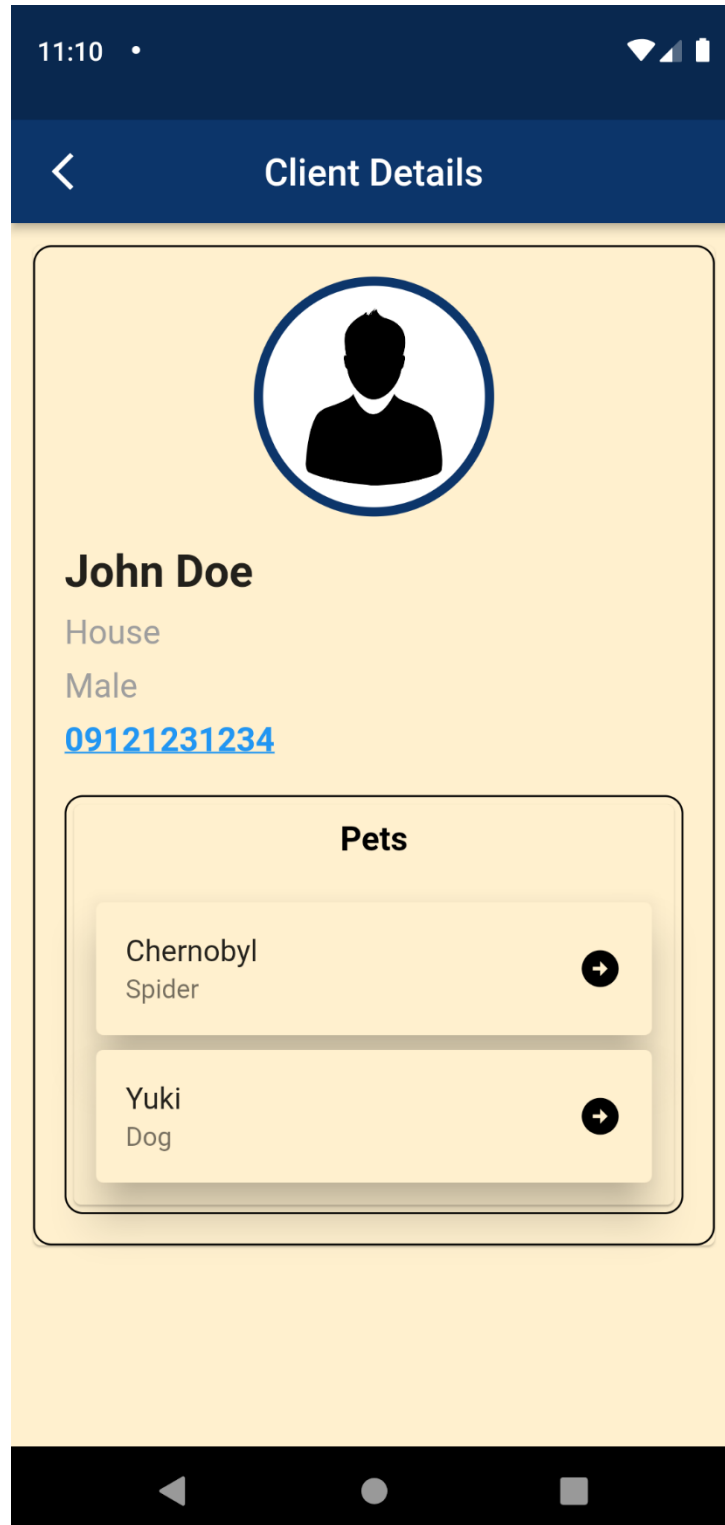 11:10
Client Details
John Doe
House
Male
09121231234
Pets
Chernobyl
Spider
Yuki
Dog